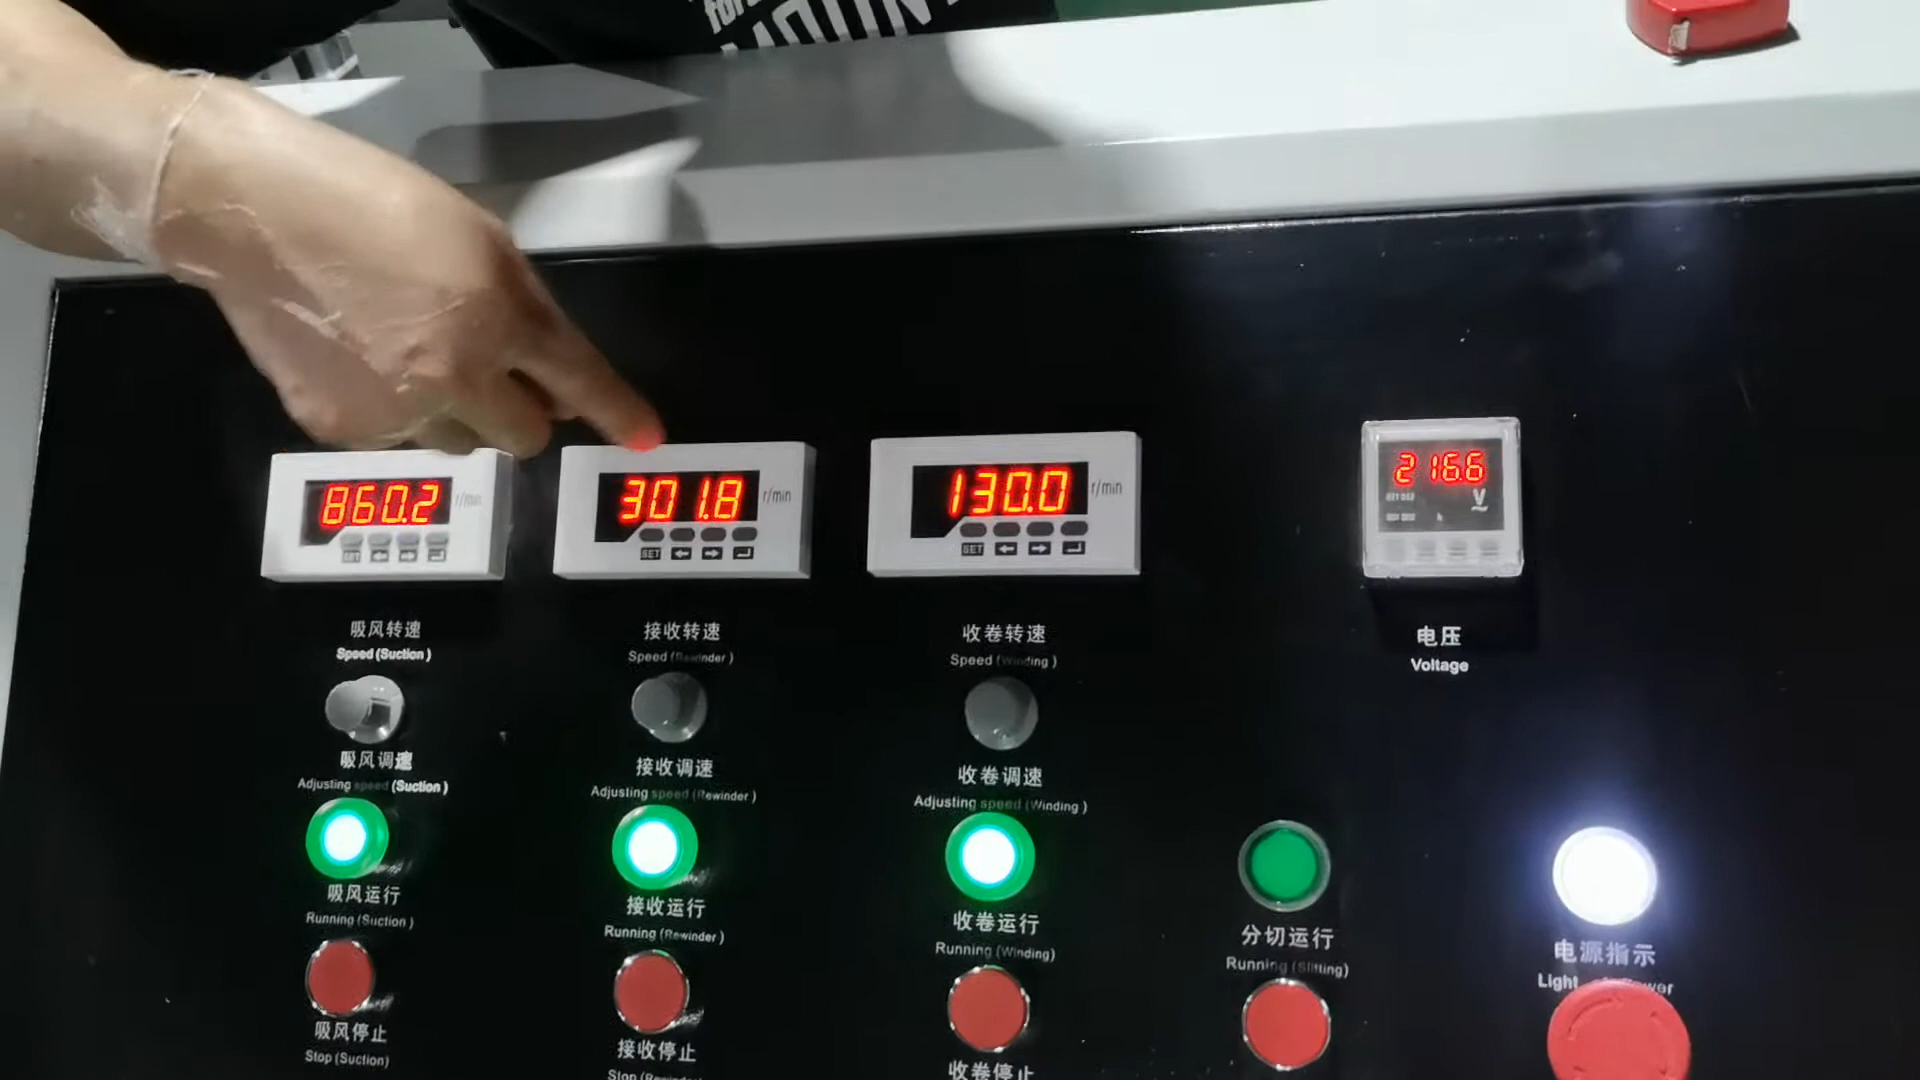 MOUNT
860.2 r/min
301.8 r/min
130.0 r/min
216.6
V
SET
SET
SET
吸风转速
Speed (Suction)
接收转速
Speed (Rewinder)
收卷转速
Speed (Winding)
电压
Voltage
吸风调速
Adjusting speed (Suction)
接收调速
Adjusting speed (Rewinder)
收卷调速
Adjusting speed (Winding)
吸风运行
Running (Suction)
接收运行
Running (Rewinder)
收卷运行
Running (Winding)
分切运行
Running (Slitting)
电源指示
Light
吸风停止
Stop (Suction)
接收停止
Stop
收卷停止